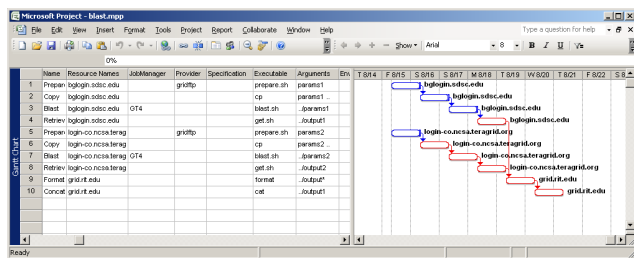 Microsoft Project - blast.mpp
File Edit View Insert Format Tools Project Report Collaborate Window Help Type a question for help
Show Arial 8 B I U
0%
Name Resource Names JobManager Provider Specification Executable Arguments Env T 8/14 F 8/15 S 8/16 S 8/17 M 8/18 T 8/19 W 8/20 T 8/21 F 8/22 S 8
1 Prepar bglogin.sdsc.edu gridftp prepare.sh params1 bglogin.sdsc.edu
2 Copy bglogin.sdsc.edu cp params1 ... bglogin.sdsc.edu
3 Blast bglogin.sdsc.edu GT4 blast.sh ./params1 bglogin.sdsc.edu
4 Retriev bglogin.sdsc.edu get.sh ./output1 bglogin.sdsc.edu
5 Prepar login-co.ncsa.terag gridftp prepare.sh params2 login-co.ncsa.teragrid.org
6 Copy login-co.ncsa.terag cp params2 .. login-co.ncsa.teragrid.org
7 Blast login-co.ncsa.terag GT4 blast.sh ./params2 login-co.ncsa.teragrid.org
8 Retriev login-co.ncsa.terag get.sh ./output2 login-co.ncsa.teragrid.org
9 Format grid.rit.edu format ./output* grid.rit.edu
10 Concat grid.rit.edu cat ./output1 grid.rit.edu
Gantt Chart
Ready